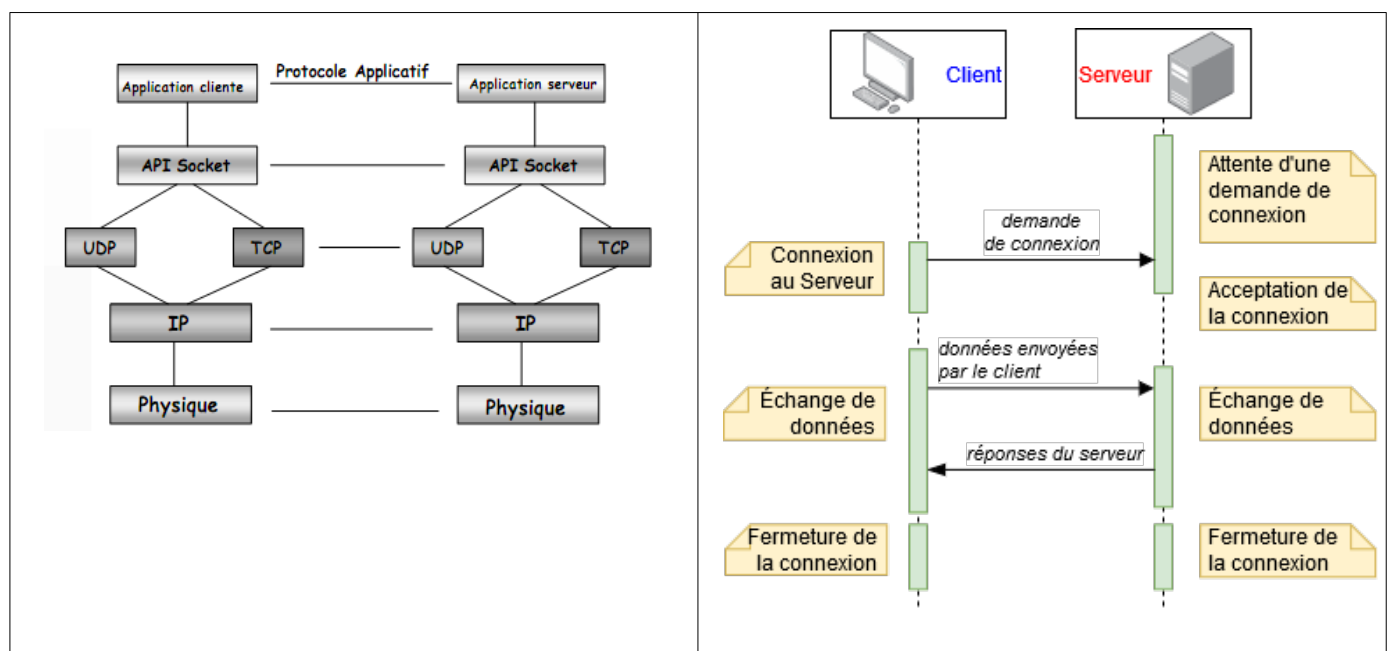 Protocole Applicatif
Application cliente
Application serveur
API Socket
API Socket
UDP
TCP
UDP
TCP
IP
IP
Physique
Physique
Client
Serveur
Attente d'une
demande de
connexion
demande
de connexion
Connexion
au Serveur
Acceptation de
la connexion
données envoyées
par le client
Échange de
données
Échange de
données
réponses du serveur
Fermeture de
la connexion
Fermeture de
la connexion